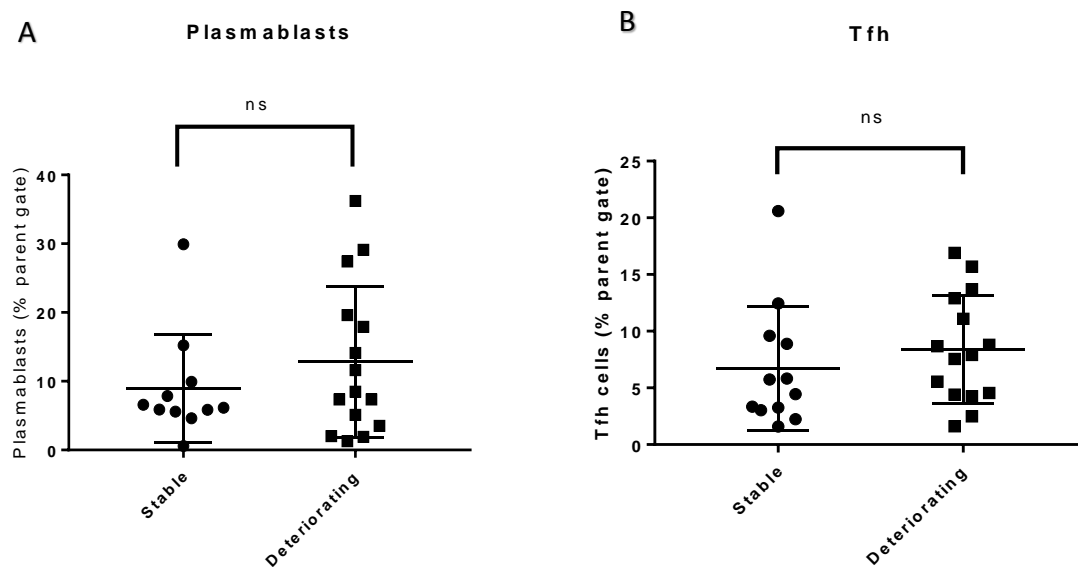 A
Plasmablasts
ns
Plasmablasts (% parent gate)
40
30
20
10
0
Stable
Deteriorating
B
Tfh
ns
Tfh cells (% parent gate)
25
20
15
10
5
0
Stable
Deteriorating